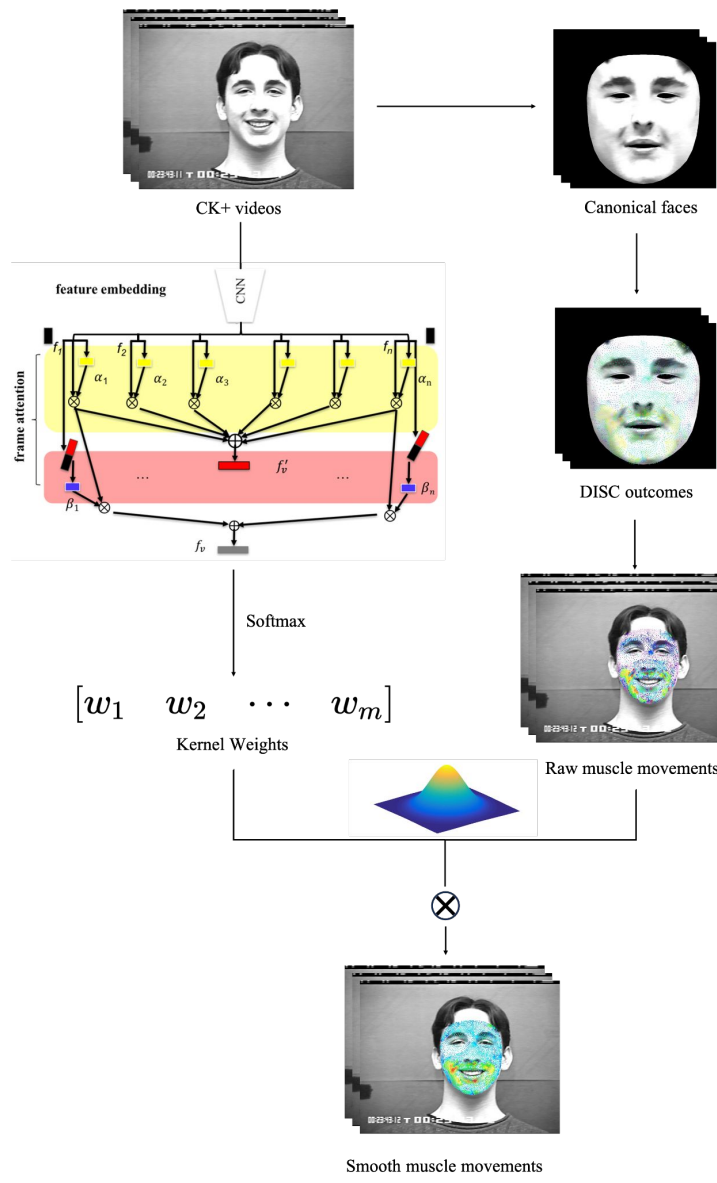 CK+ videos
Canonical faces
feature embedding
CNN
f₁
f₂
fₙ
α₁
α₂
α₃
αₙ
frame attention
f′ᵥ
...
...
β₁
βₙ
fᵥ
DISC outcomes
Softmax
[w₁ w₂ ⋯ wₘ]
Kernel Weights
Raw muscle movements
Smooth muscle movements